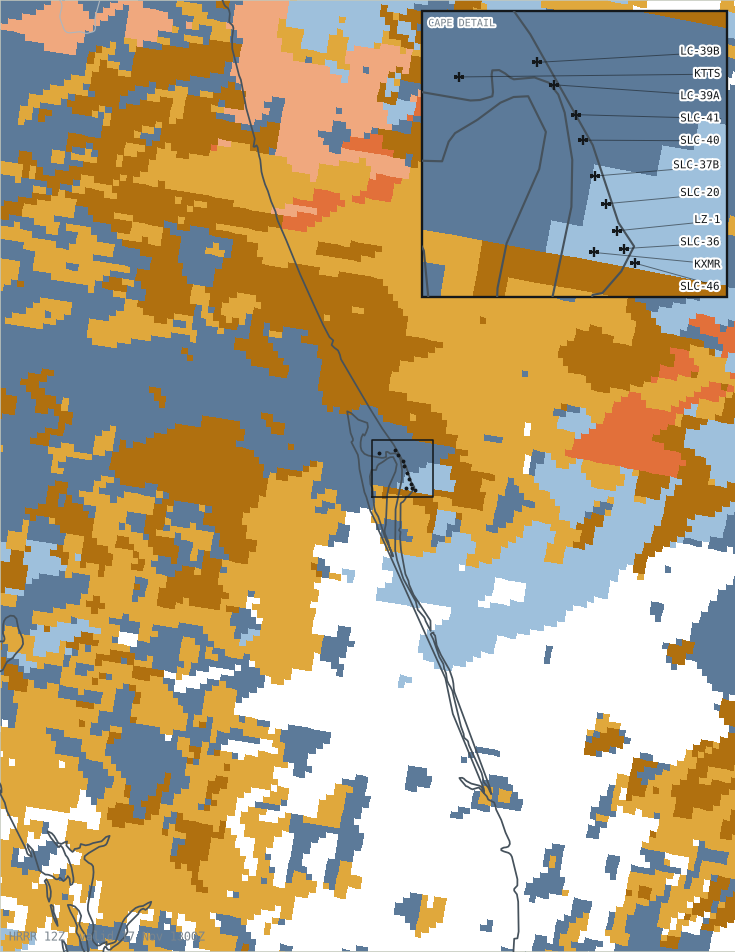 CAPE DETAIL
LC-39B
KTTS
LC-39A
SLC-41
SLC-40
SLC-37B
SLC-20
LZ-1
SLC-36
KXMR
SLC-46
HRRR 12Z